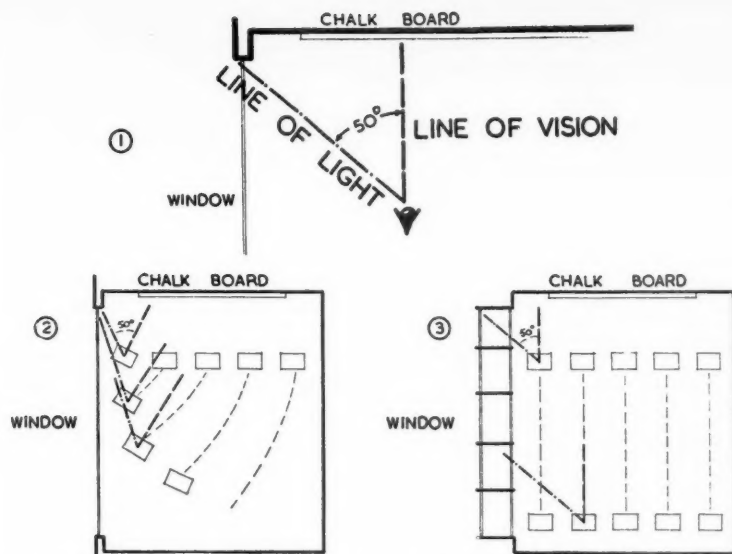 CHALK BOARD
LINE OF LIGHT
50°
LINE OF VISION
①
WINDOW
CHALK BOARD
②
50°
WINDOW
CHALK BOARD
③
50°
WINDOW